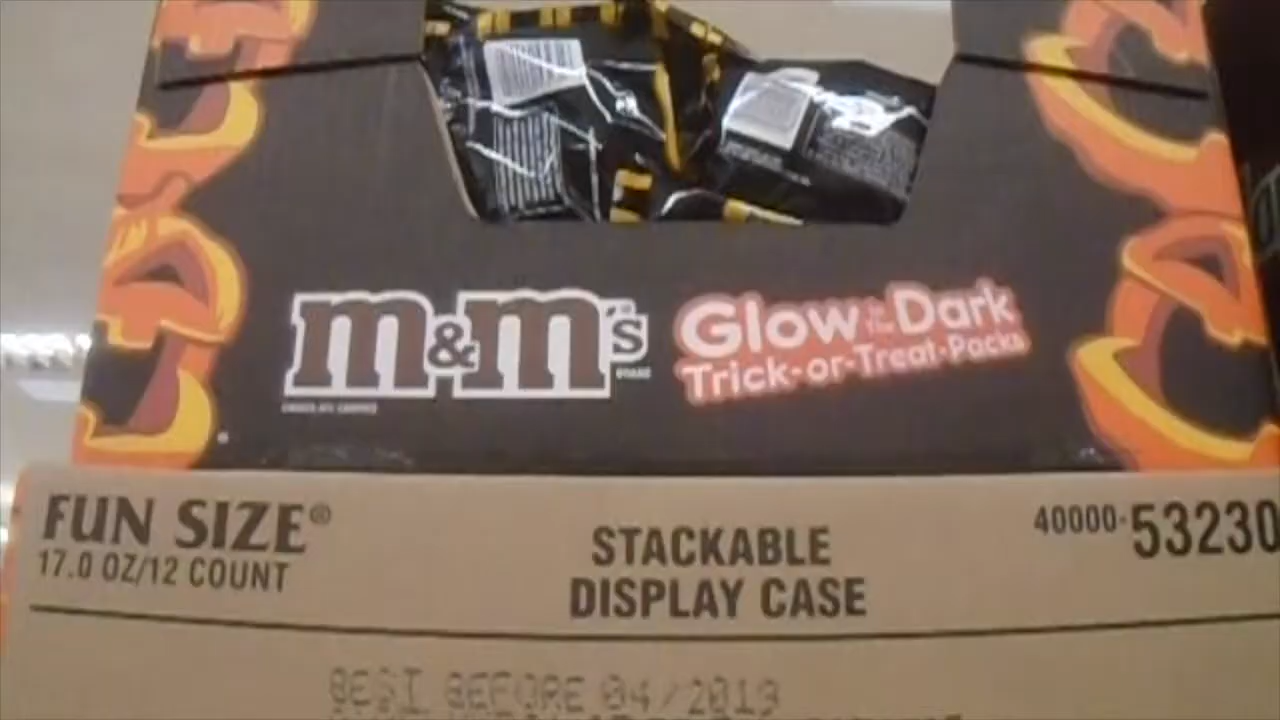 m&m's
Glow in the Dark
Trick-or-Treat-Packs
FUN SIZE®
17.0 OZ/12 COUNT
STACKABLE
DISPLAY CASE
40000-53230
BEST BEFORE 04/2013